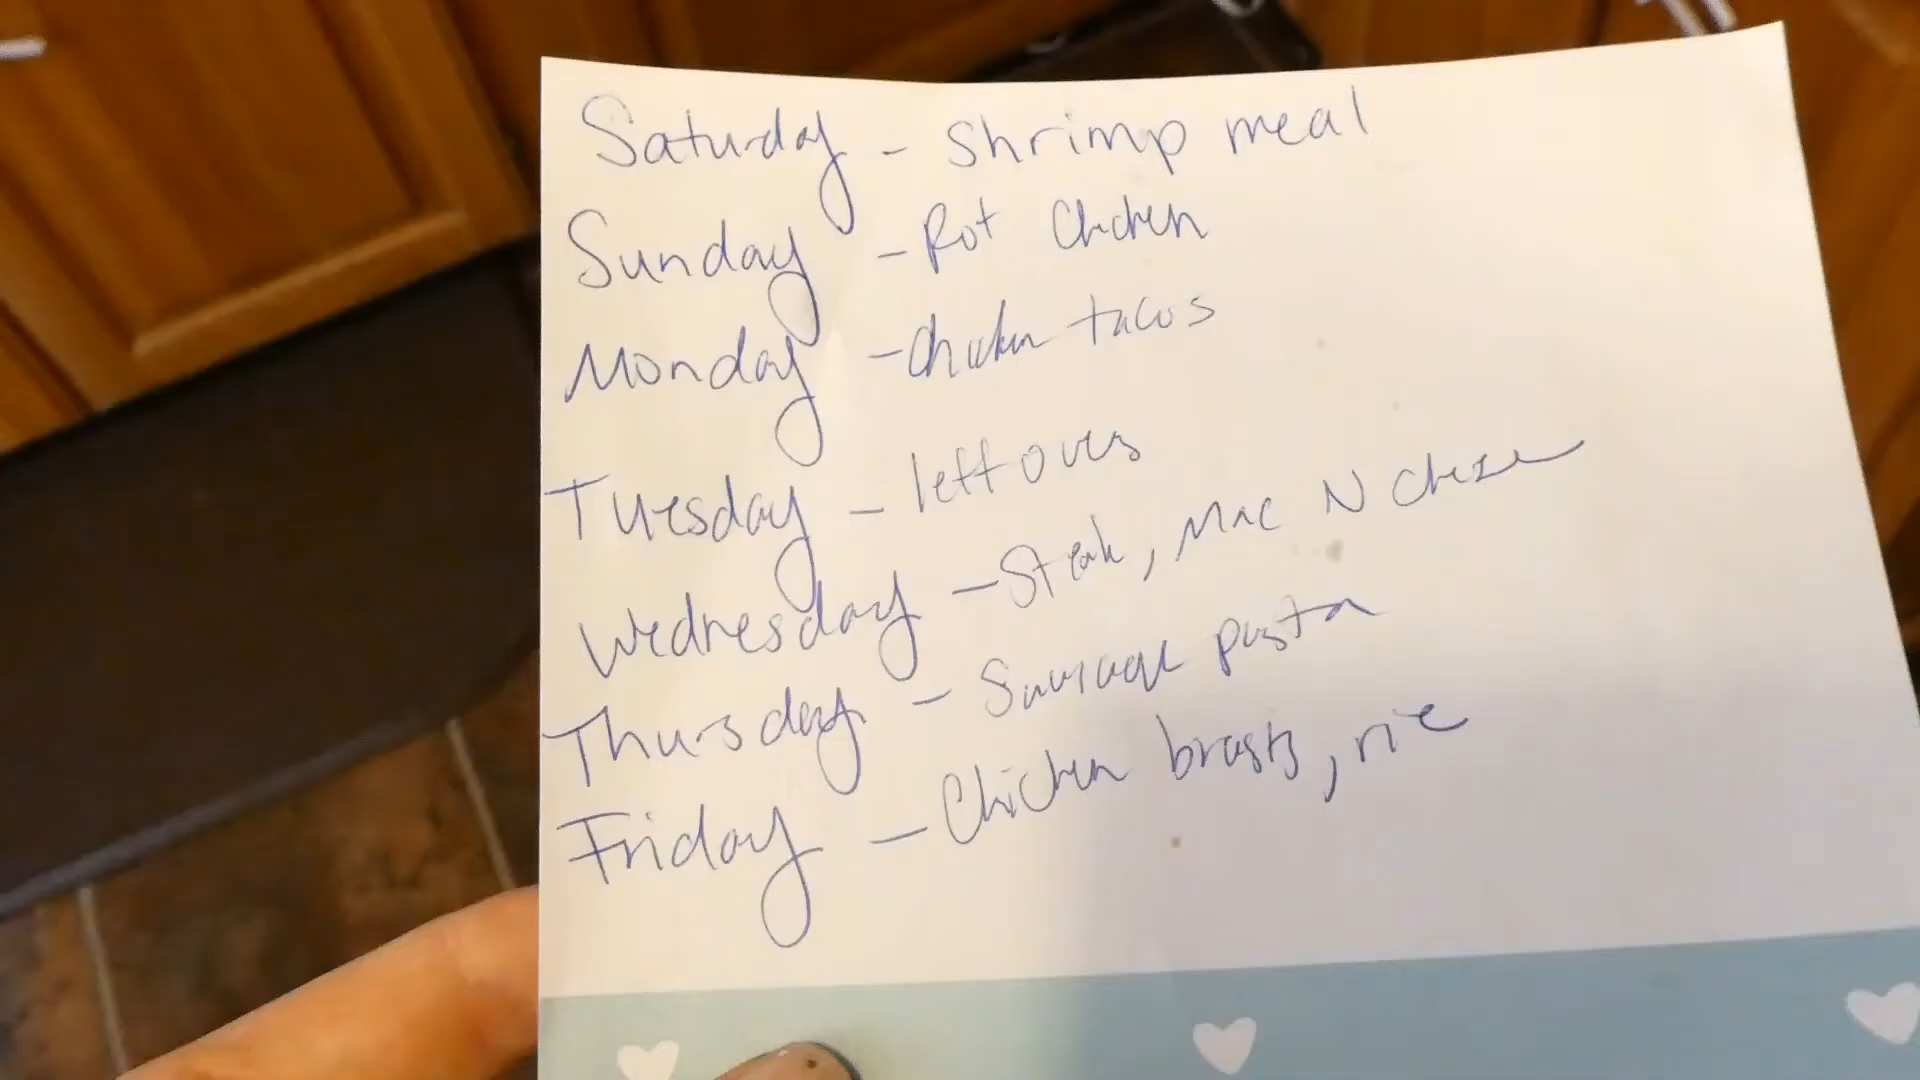 Saturday - Shrimp meal
Sunday - Rot Chicken
Monday - Chicken tacos
Tuesday - leftovers
Wednesday - Steak, Mac N Cheese
Thursday - Sausage pasta
Friday - Chicken breasts, rice